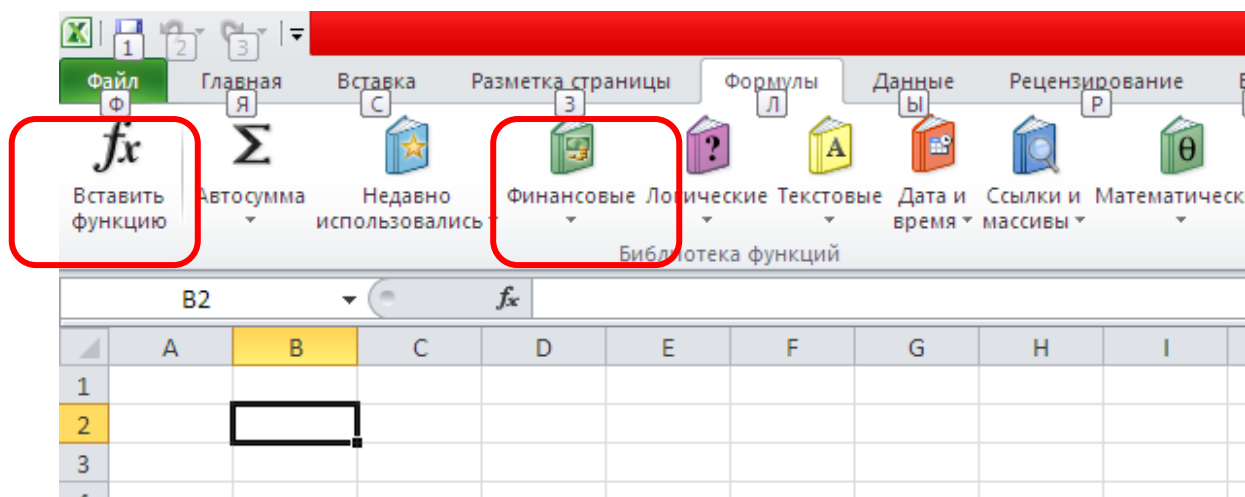 1 2 3
Файл Главная Вставка Разметка страницы Формулы Данные Рецензирование
Ф Я С З Л Ы Р
fx Σ ? A θ
Вставить функцию
Автосумма
Недавно использовались
Финансовые
Логические
Текстовые
Дата и время
Ссылки и массивы
Математическ
Библиотека функций
B2 fx
A B C D E F G H I
1
2
3